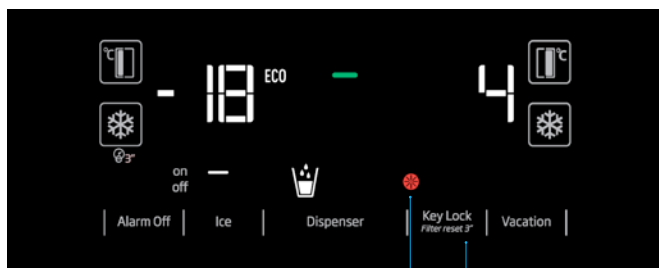 °C
°C
- 18 ECO
4
3"
on
off
Alarm Off
Ice
Dispenser
Key Lock
Filter reset 3"
Vacation